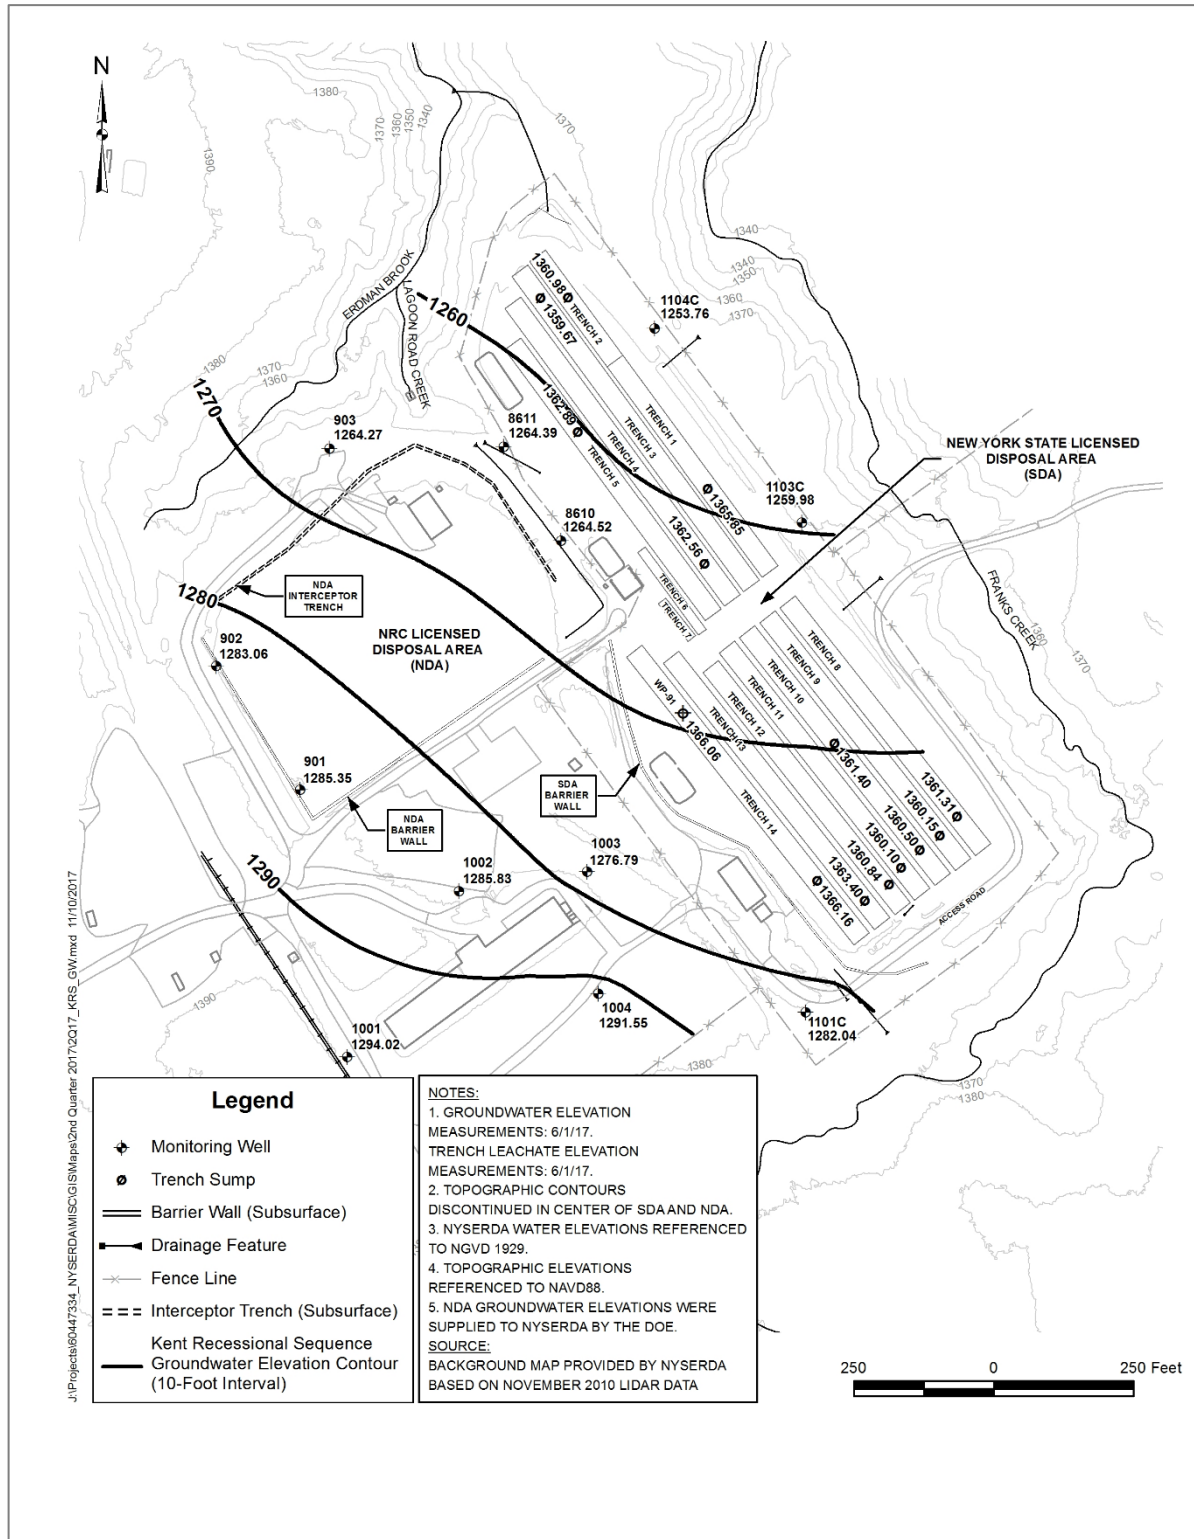 N
1380
1370
1360
1350
1340
1370
1390
1340
1340
1350
1360
1370
ERDMAN BROOK
LAGOON ROAD CREEK
1260
1360.98
1359.67
TRENCH 2
1104C
1253.76
1380
1370
1360
1270
903
1264.27
8611
1264.39
1362.89
TRENCH 1
TRENCH 3
TRENCH 4
TRENCH 5
NEW YORK STATE LICENSED
DISPOSAL AREA
(SDA)
1103C
1259.98
1365.85
8610
1264.52
1362.56
NDA
INTERCEPTOR
TRENCH
1280
TRENCH 6
TRENCH 7
FRANKS CREEK
1360
1370
NRC LICENSED
DISPOSAL AREA
(NDA)
902
1283.06
TRENCH 8
TRENCH 9
TRENCH 10
TRENCH 11
TRENCH 12
TRENCH 13
WP-91
1366.06
1361.40
901
1285.35
SDA
BARRIER
WALL
TRENCH 14
1361.31
1360.15
1360.50
1360.10
1360.84
1363.40
1366.16
NDA
BARRIER
WALL
1003
1276.79
1002
1285.83
1290
ACCESS ROAD
1390
1004
1291.55
1101C
1282.04
1001
1294.02
1380
1370
1380
J:\Projects\60447334_NYSERDA\MISC\GIS\Maps\2nd Quarter 2017\2Q17_KRS_GW.mxd 11/10/2017
Legend
Monitoring Well
Trench Sump
Barrier Wall (Subsurface)
Drainage Feature
Fence Line
Interceptor Trench (Subsurface)
Kent Recessional Sequence
Groundwater Elevation Contour
(10-Foot Interval)
NOTES:
1. GROUNDWATER ELEVATION
MEASUREMENTS: 6/1/17.
TRENCH LEACHATE ELEVATION
MEASUREMENTS: 6/1/17.
2. TOPOGRAPHIC CONTOURS
DISCONTINUED IN CENTER OF SDA AND NDA.
3. NYSERDA WATER ELEVATIONS REFERENCED
TO NGVD 1929.
4. TOPOGRAPHIC ELEVATIONS
REFERENCED TO NAVD88.
5. NDA GROUNDWATER ELEVATIONS WERE
SUPPLIED TO NYSERDA BY THE DOE.
SOURCE:
BACKGROUND MAP PROVIDED BY NYSERDA
BASED ON NOVEMBER 2010 LIDAR DATA
250 0 250 Feet